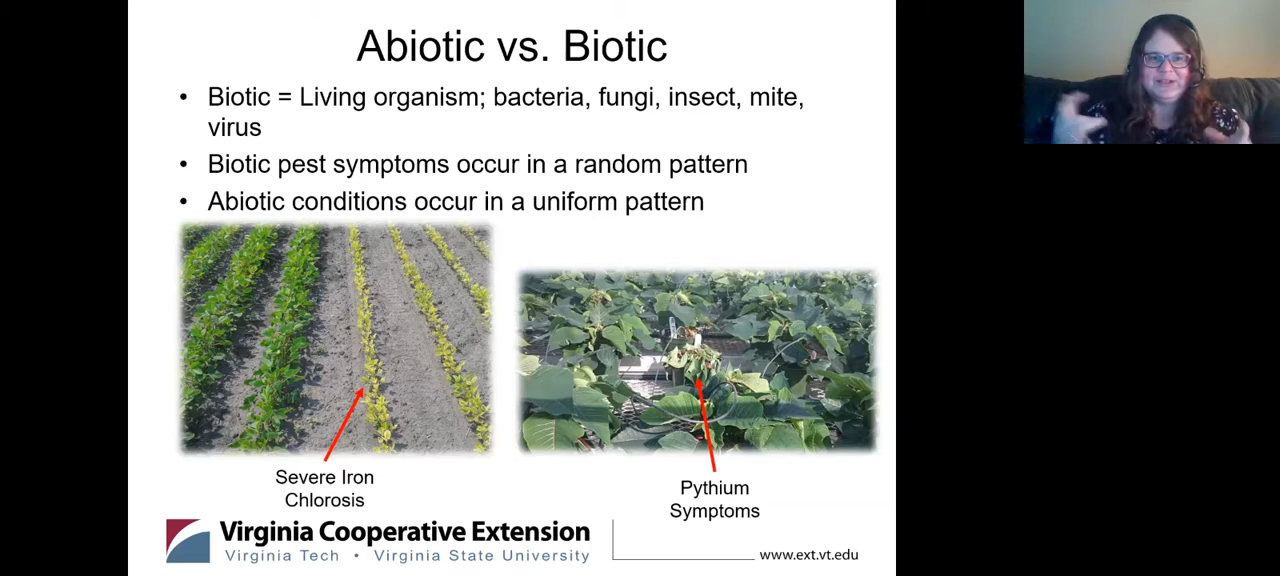 Abiotic vs. Biotic
• Biotic = Living organism; bacteria, fungi, insect, mite,
virus
• Biotic pest symptoms occur in a random pattern
• Abiotic conditions occur in a uniform pattern
Severe Iron
Chlorosis
Pythium
Symptoms
Virginia Cooperative Extension
Virginia Tech • Virginia State University
www.ext.vt.edu